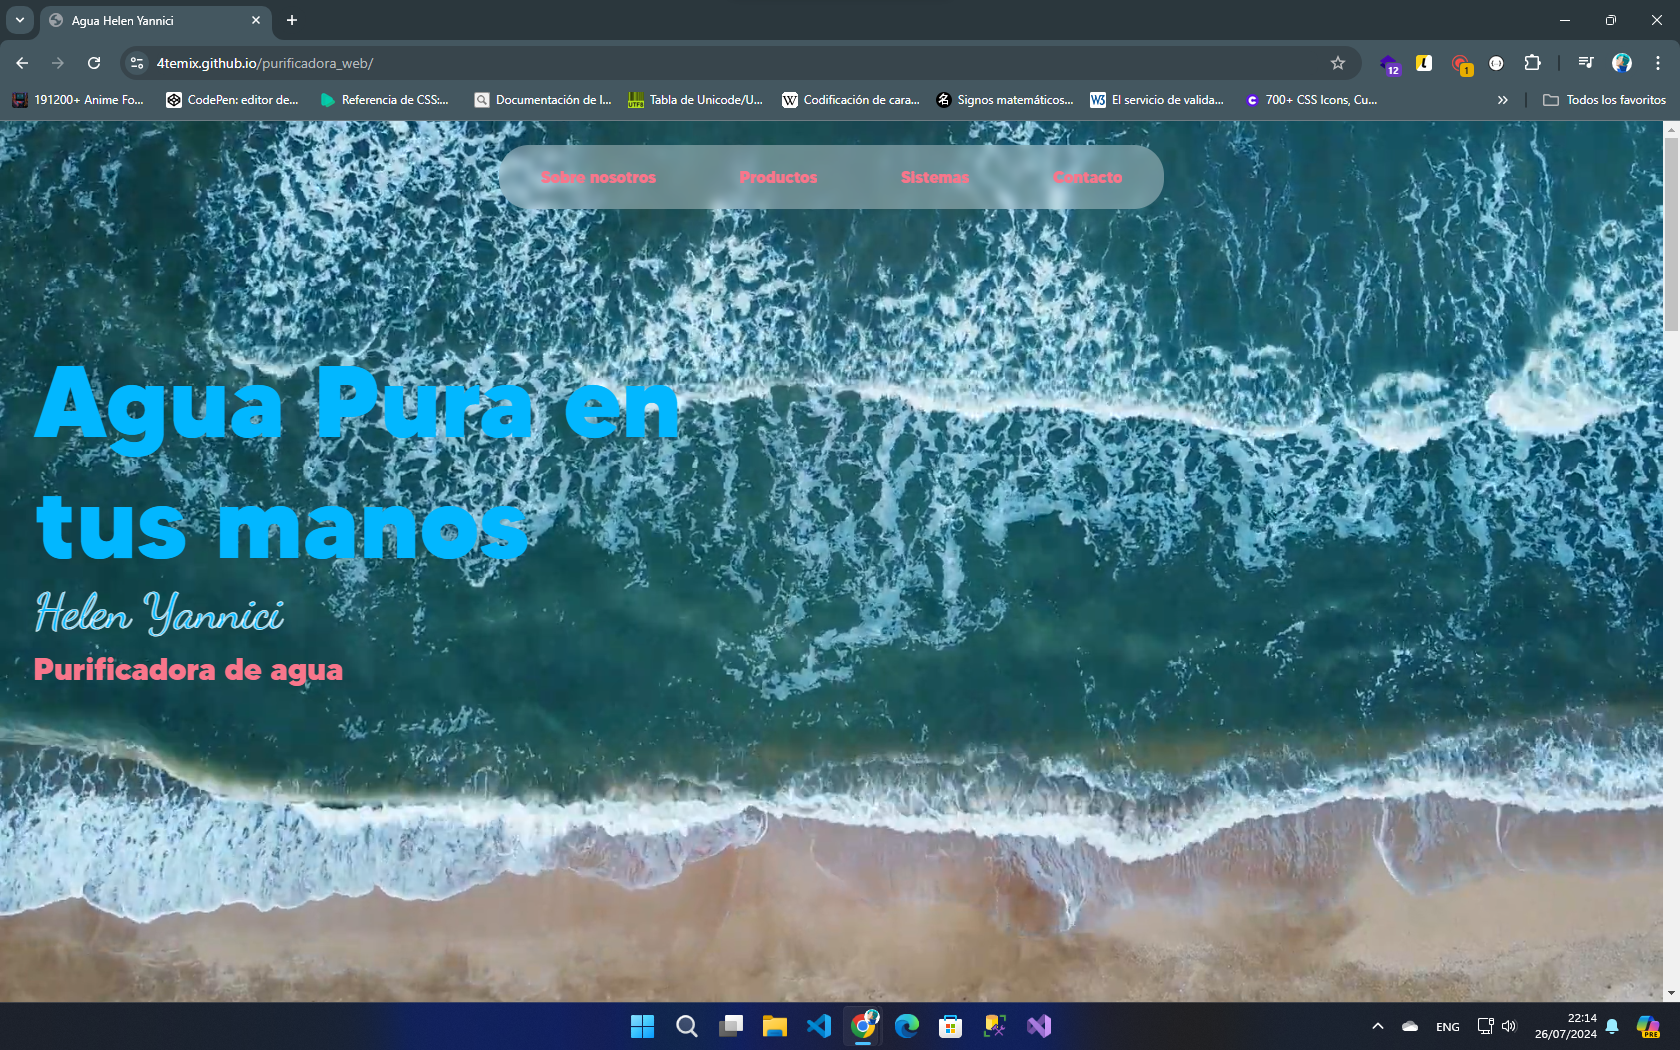 Agua Helen Yannici
4temix.github.io/purificadora_web/
12
1
191200+ Anime Fo...
CodePen: editor de...
Referencia de CSS:...
Documentación de l...
Tabla de Unicode/U...
Codificación de cara...
Signos matemáticos...
El servicio de valida...
700+ CSS Icons, Cu...
Todos los favoritos
Sobre nosotros
Productos
Sistemas
Contacto
Agua Pura en
tus manos
Helen Yannici
Purificadora de agua
ENG
22:14
26/07/2024
PRE